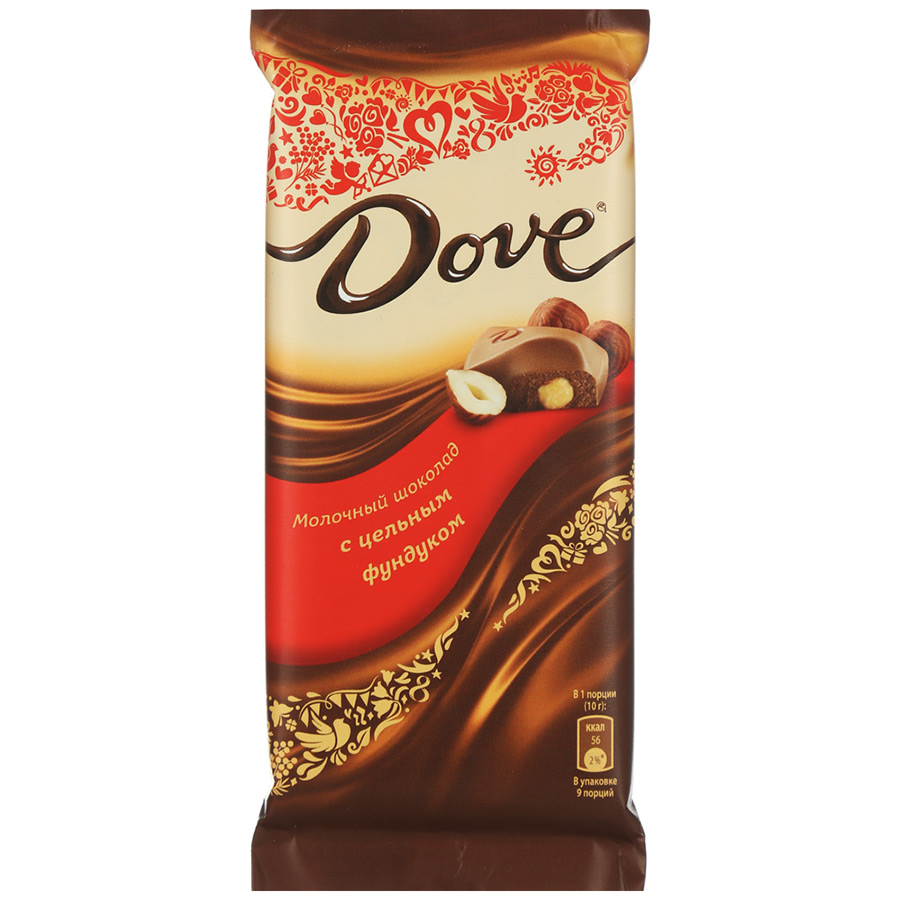 Dove
Молочный шоколад
с цельным
фундуком
В 1 порции
(10 г):
ккал
56
2%*
В упаковке
9 порций